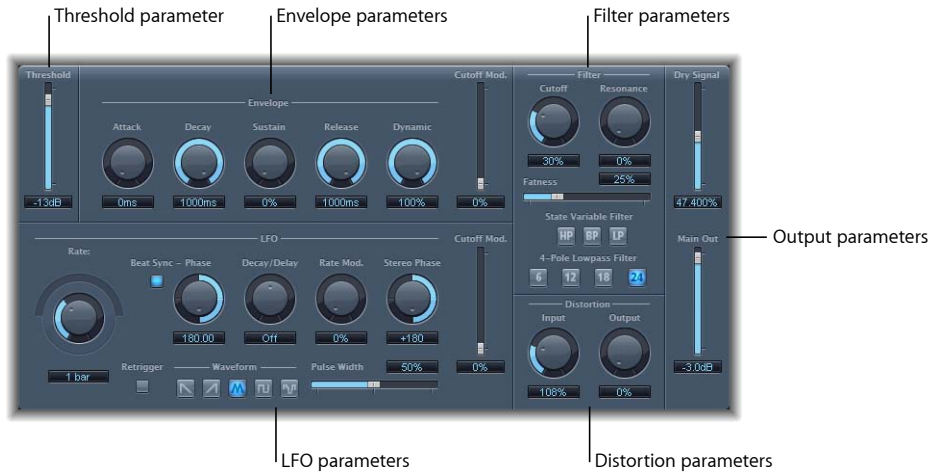 Threshold parameter
Envelope parameters
Filter parameters
Threshold
Cutoff Mod.
Filter
Dry Signal
Cutoff
Resonance
Envelope
Attack
Decay
Sustain
Release
Dynamic
30%
0%
25%
Fatness
-13dB
0ms
1000ms
0%
1000ms
100%
0%
47.400%
State Variable Filter
HP
BP
LP
LFO
Cutoff Mod.
Main Out
Output parameters
Rate:
Beat Sync – Phase
Decay/Delay
Rate Mod.
Stereo Phase
4-Pole Lowpass Filter
6
12
18
24
Distortion
Input
Output
180.00
Off
0%
+180
Retrigger
Waveform
Pulse Width
50%
0%
-3.0dB
1 bar
108%
0%
LFO parameters
Distortion parameters